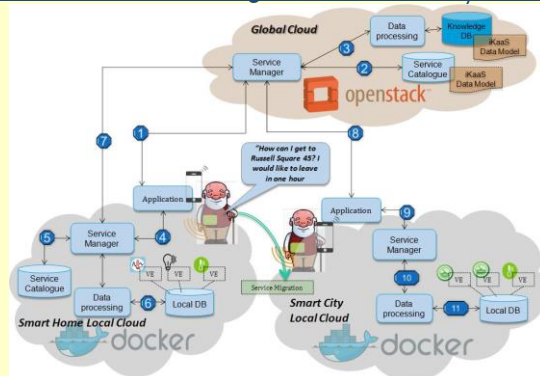 Global Cloud
Data
processing
Knowledge
DB
iKaaS
Data Model
3
Service
Manager
2
Service
Catalogue
iKaaS
Data Model
openstack
7
1
8
"How can I get to
Russell Square 45? I
would like to leave
in one hour
Application
Application
9
4
5
Service
Manager
Service
Manager
VE
VE
VE
10
VE
VE
VE
Service
Catalogue
Service Migration
Data
processing
6
Local DB
Smart Home Local Cloud
docker
Smart City
Local Cloud
Data
processing
11
Local DB
docker